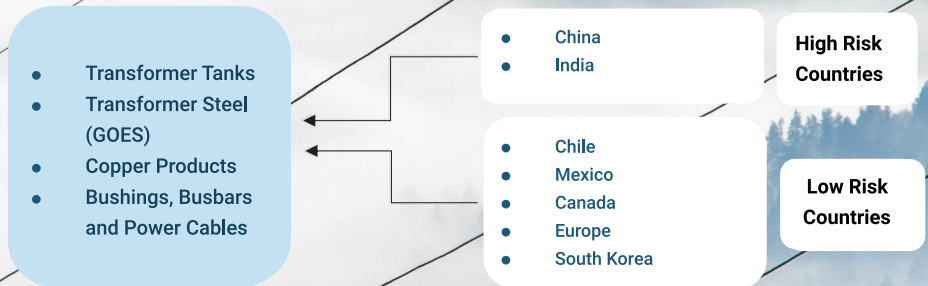 Transformer Tanks
Transformer Steel
(GOES)
Copper Products
Bushings, Busbars
and Power Cables
China
India
High Risk
Countries
Chile
Mexico
Canada
Europe
South Korea
Low Risk
Countries